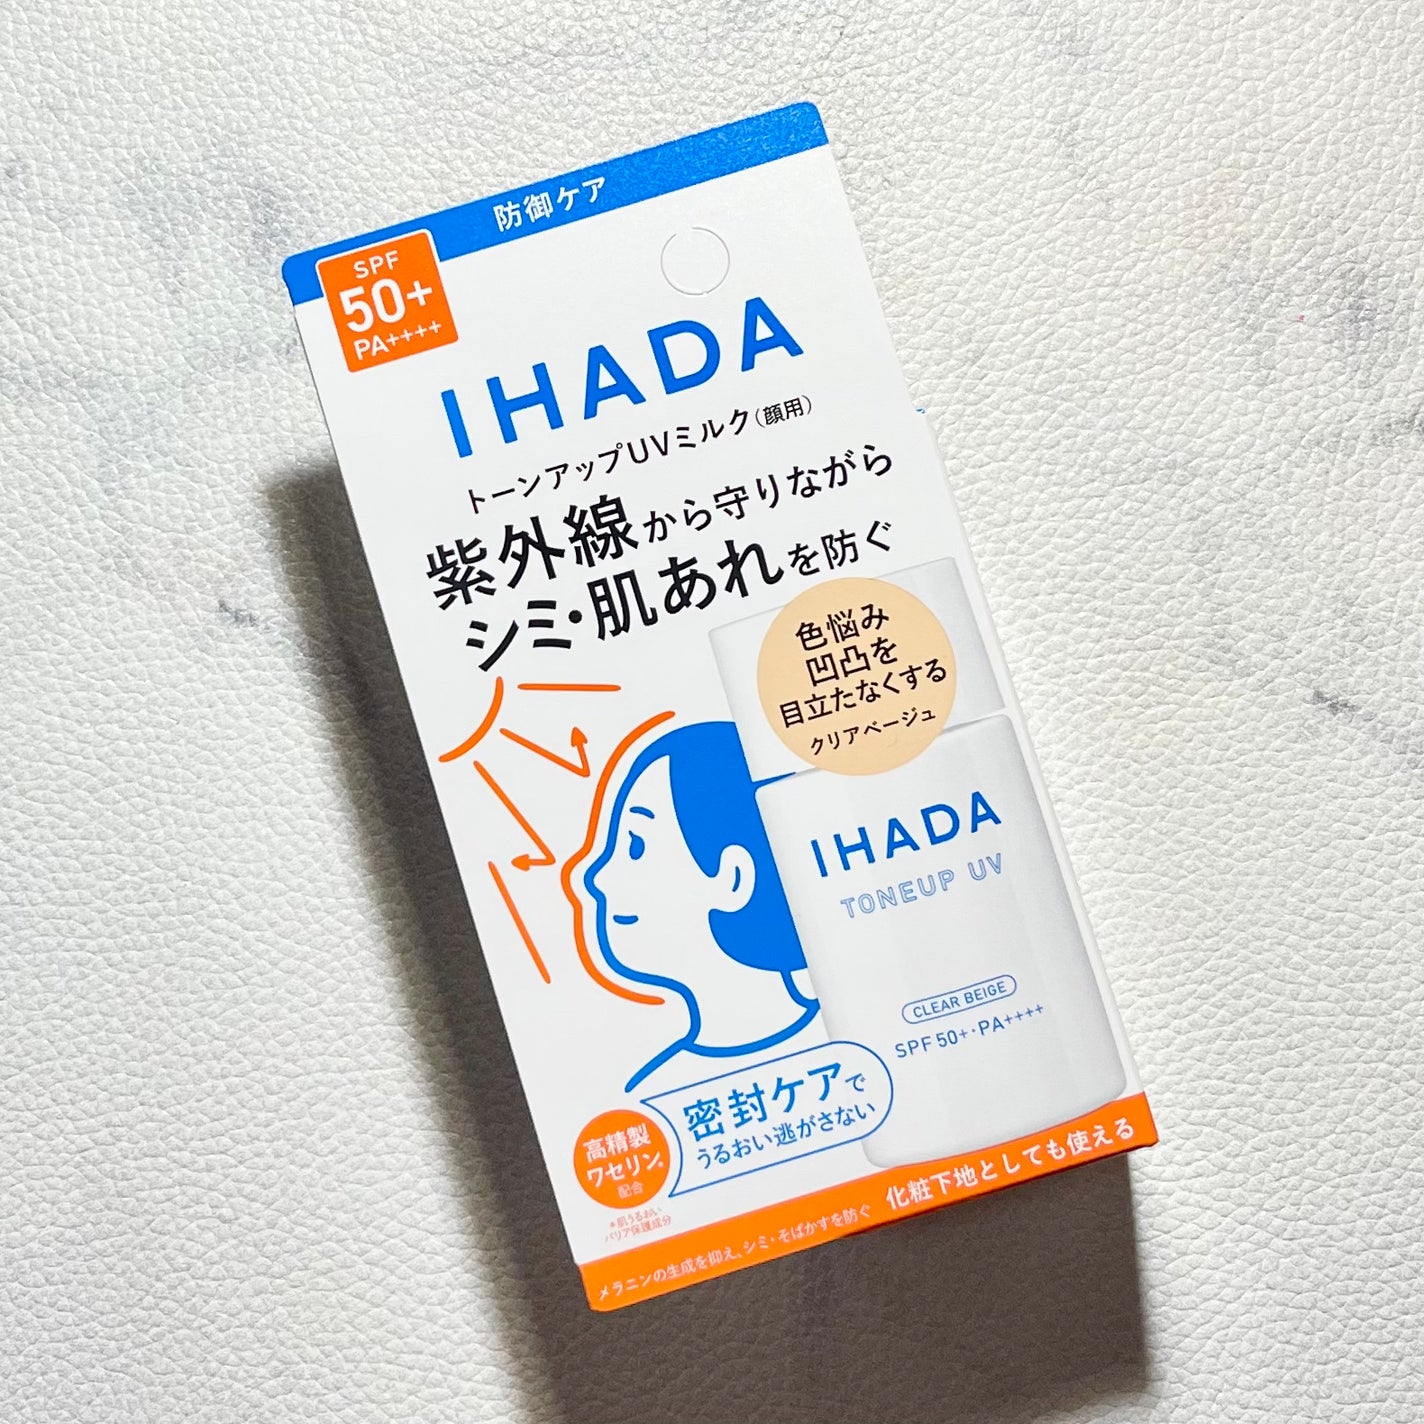 防御ケア
SPF
50+
PA++++
IHADA
トーンアップUVミルク(顔用)
紫外線から守りながら
シミ・肌あれを防ぐ
色悩み
凹凸を
目立たなくする
クリアベージュ
IHADA
TONEUP UV
CLEAR BEIGE
SPF50+・PA++++
密封ケアで
うるおい逃がさない
高精製
ワセリン*
配合
*肌うるおい
バリア保護成分
メラニンの生成を抑え、シミ・そばかすを防ぐ 化粧下地としても使える